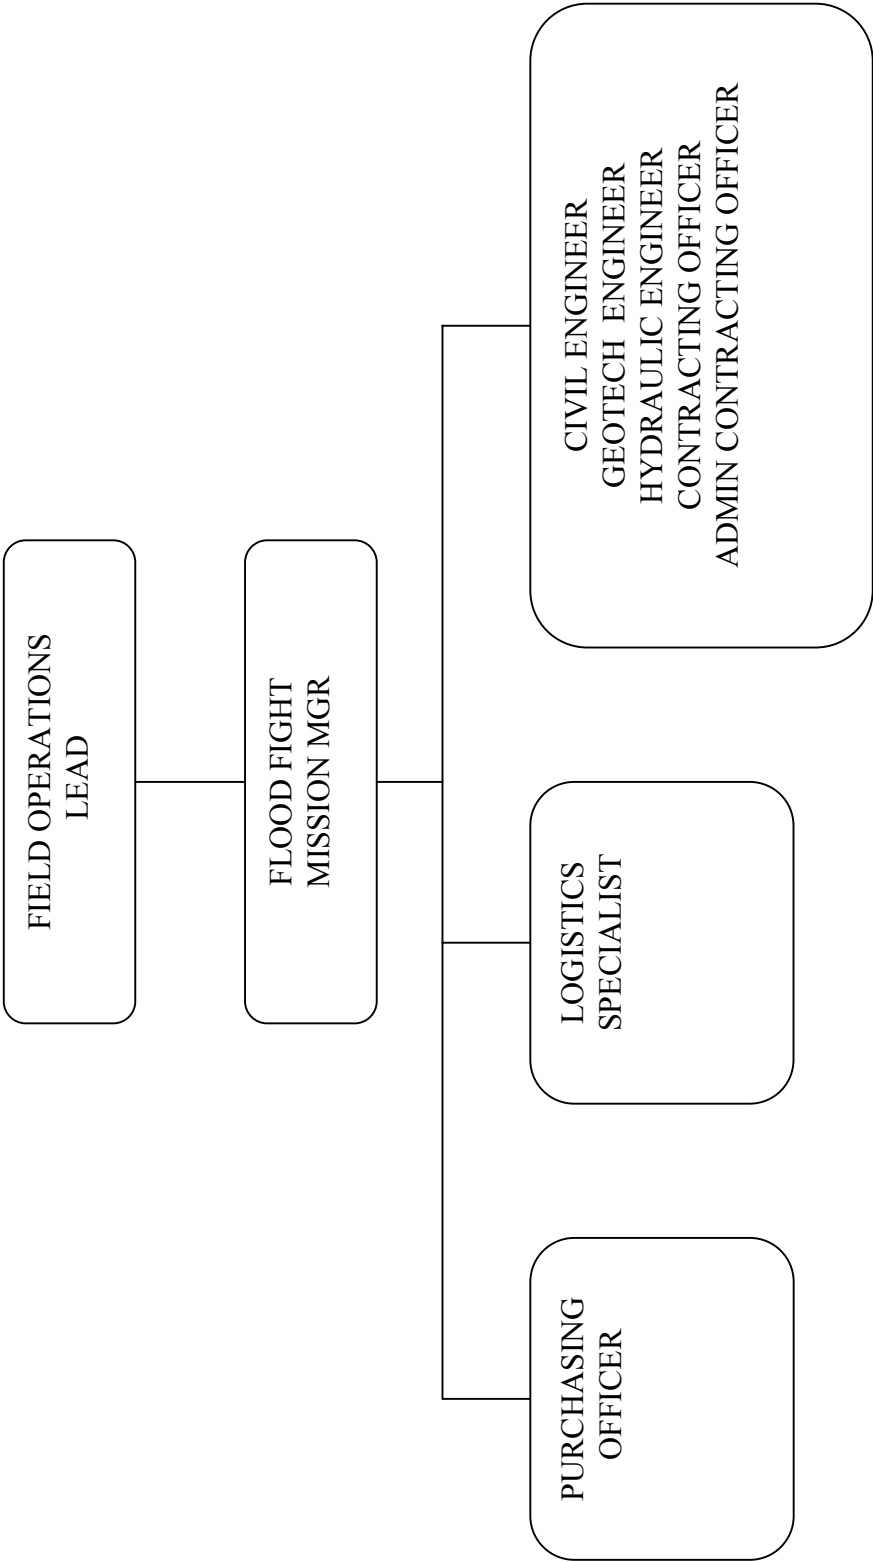 FIELD OPERATIONS
LEAD
FLOOD FIGHT
MISSION MGR
PURCHASING
OFFICER
LOGISTICS
SPECIALIST
CIVIL ENGINEER
GEOTECH  ENGINEER
HYDRAULIC ENGINEER
CONTRACTING OFFICER
ADMIN CONTRACTING OFFICER